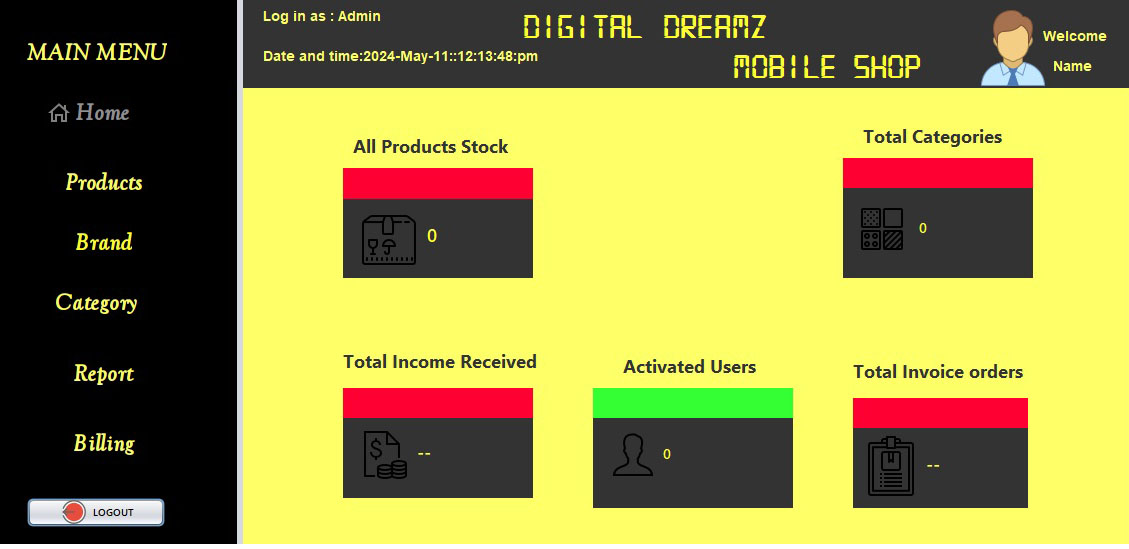 MAIN MENU
Home
Products
Brand
Category
Report
Billing
LOGOUT
Log in as : Admin
Date and time:2024-May-11::12:13:48:pm
DIGITAL DREAMZ
MOBILE SHOP
Welcome
Name
All Products Stock
0
Total Categories
0
Total Income Received
--
Activated Users
0
Total Invoice orders
--